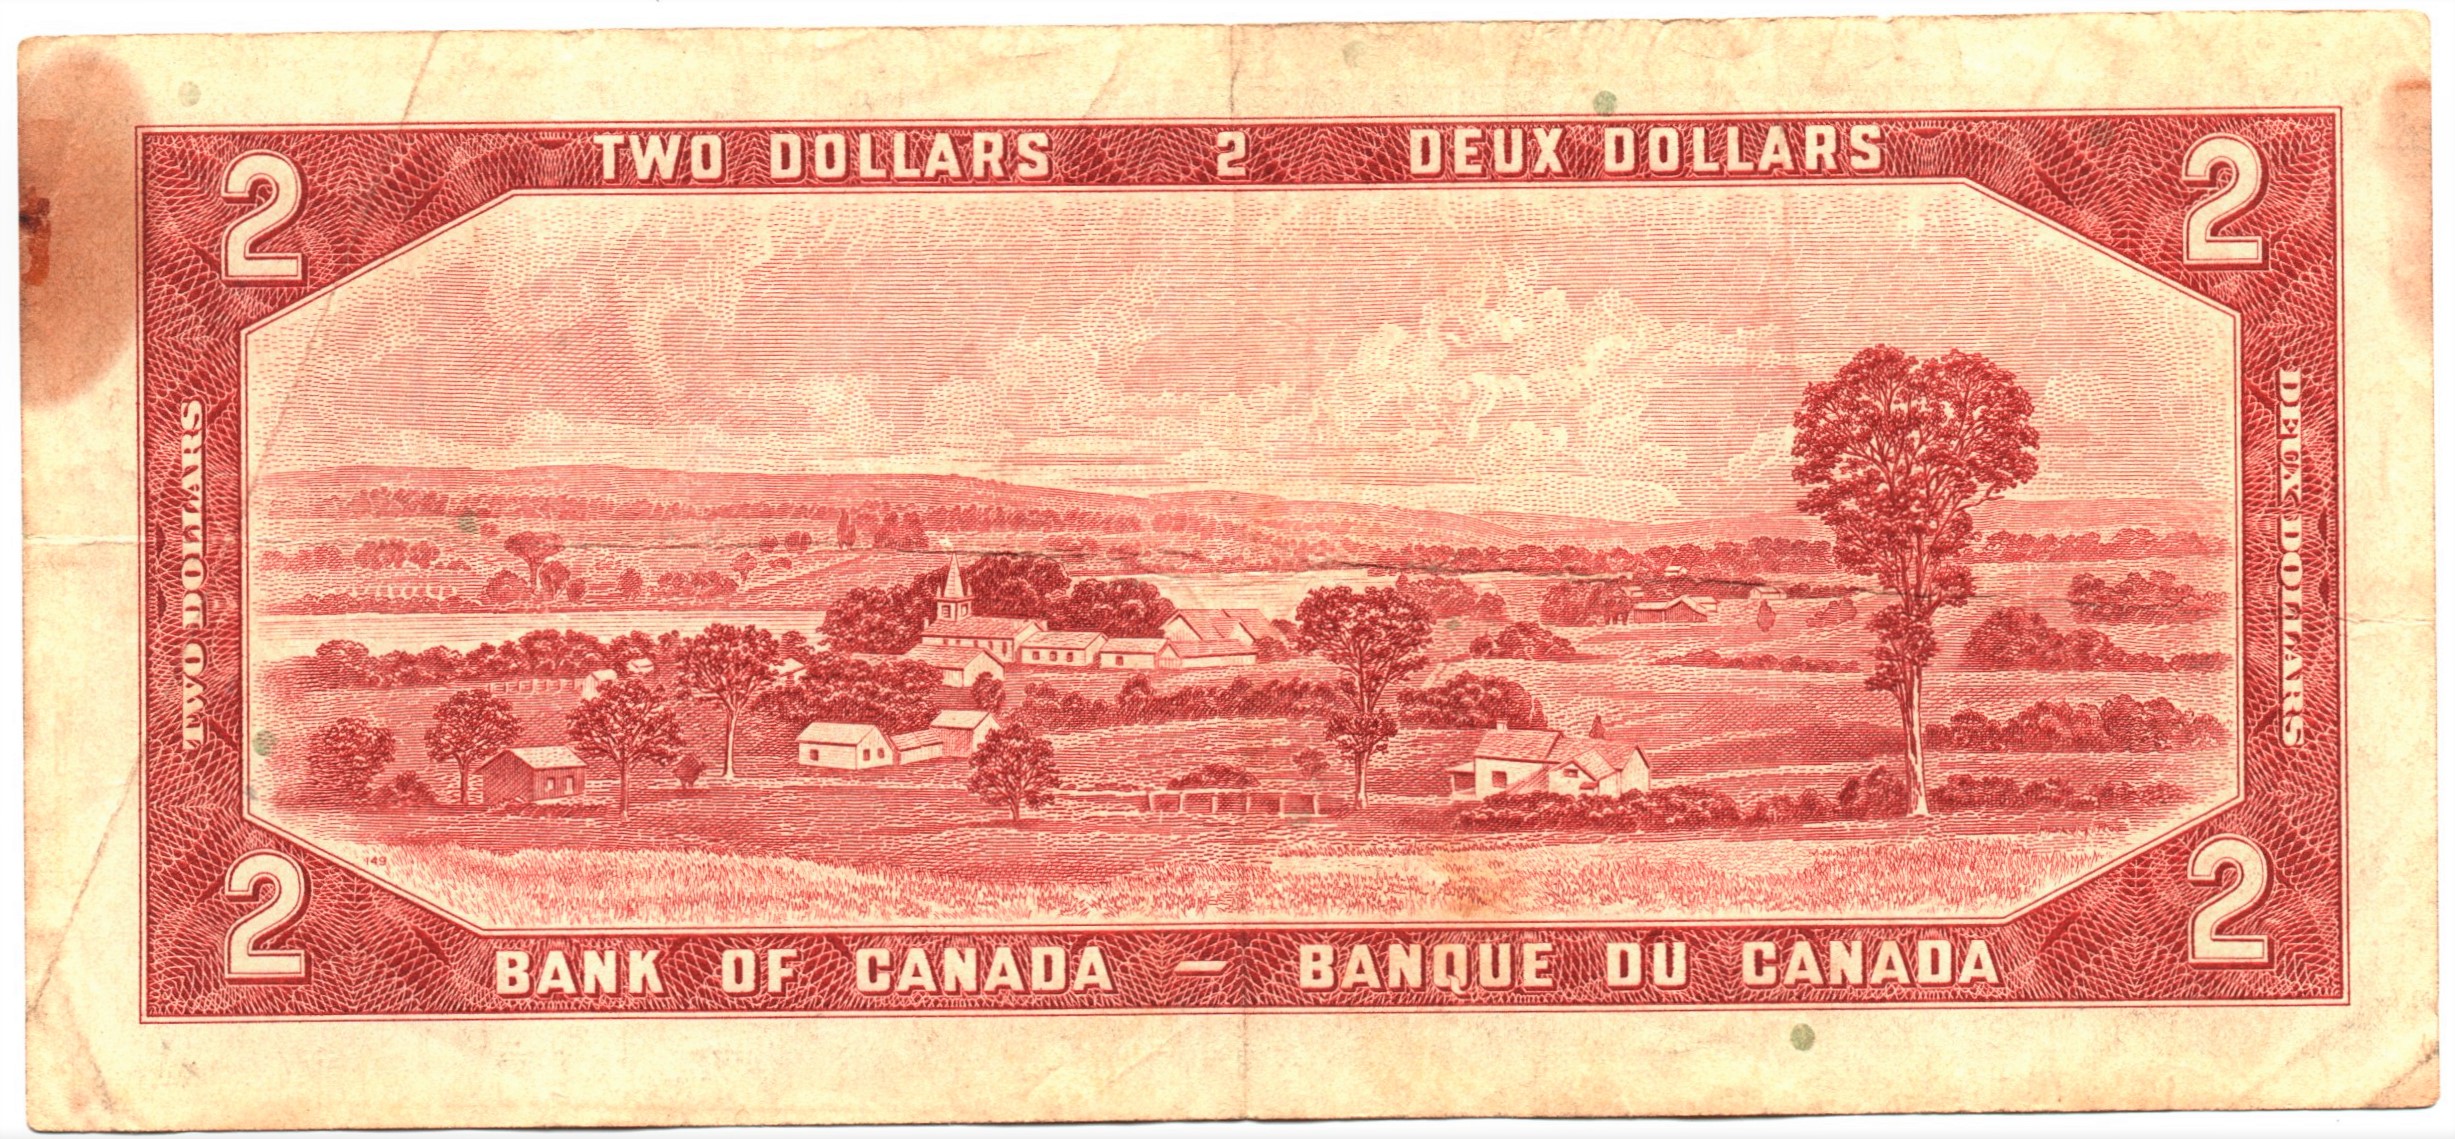 TWO DOLLARS 2 DEUX DOLLARS
2
2
TWO DOLLARS
DEUX DOLLARS
149
2
2
BANK OF CANADA – BANQUE DU CANADA